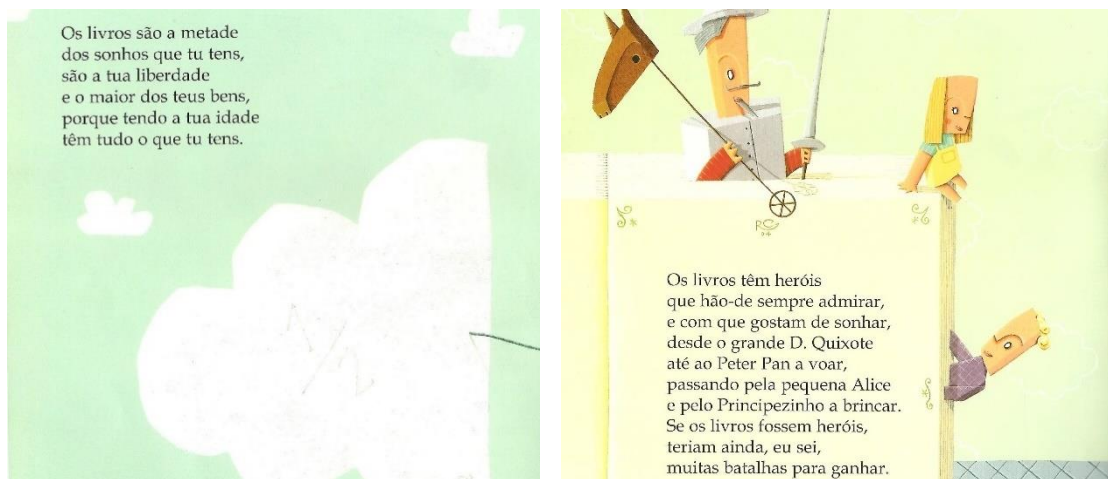 Os livros são a metade
dos sonhos que tu tens,
são a tua liberdade
e o maior dos teus bens,
porque tendo a tua idade
têm tudo o que tu tens.
Os livros têm heróis
que hão-de sempre admirar,
e com que gostam de sonhar,
desde o grande D. Quixote
até ao Peter Pan a voar,
passando pela pequena Alice
e pelo Principezinho a brincar.
Se os livros fossem heróis,
teriam ainda, eu sei,
muitas batalhas para ganhar.